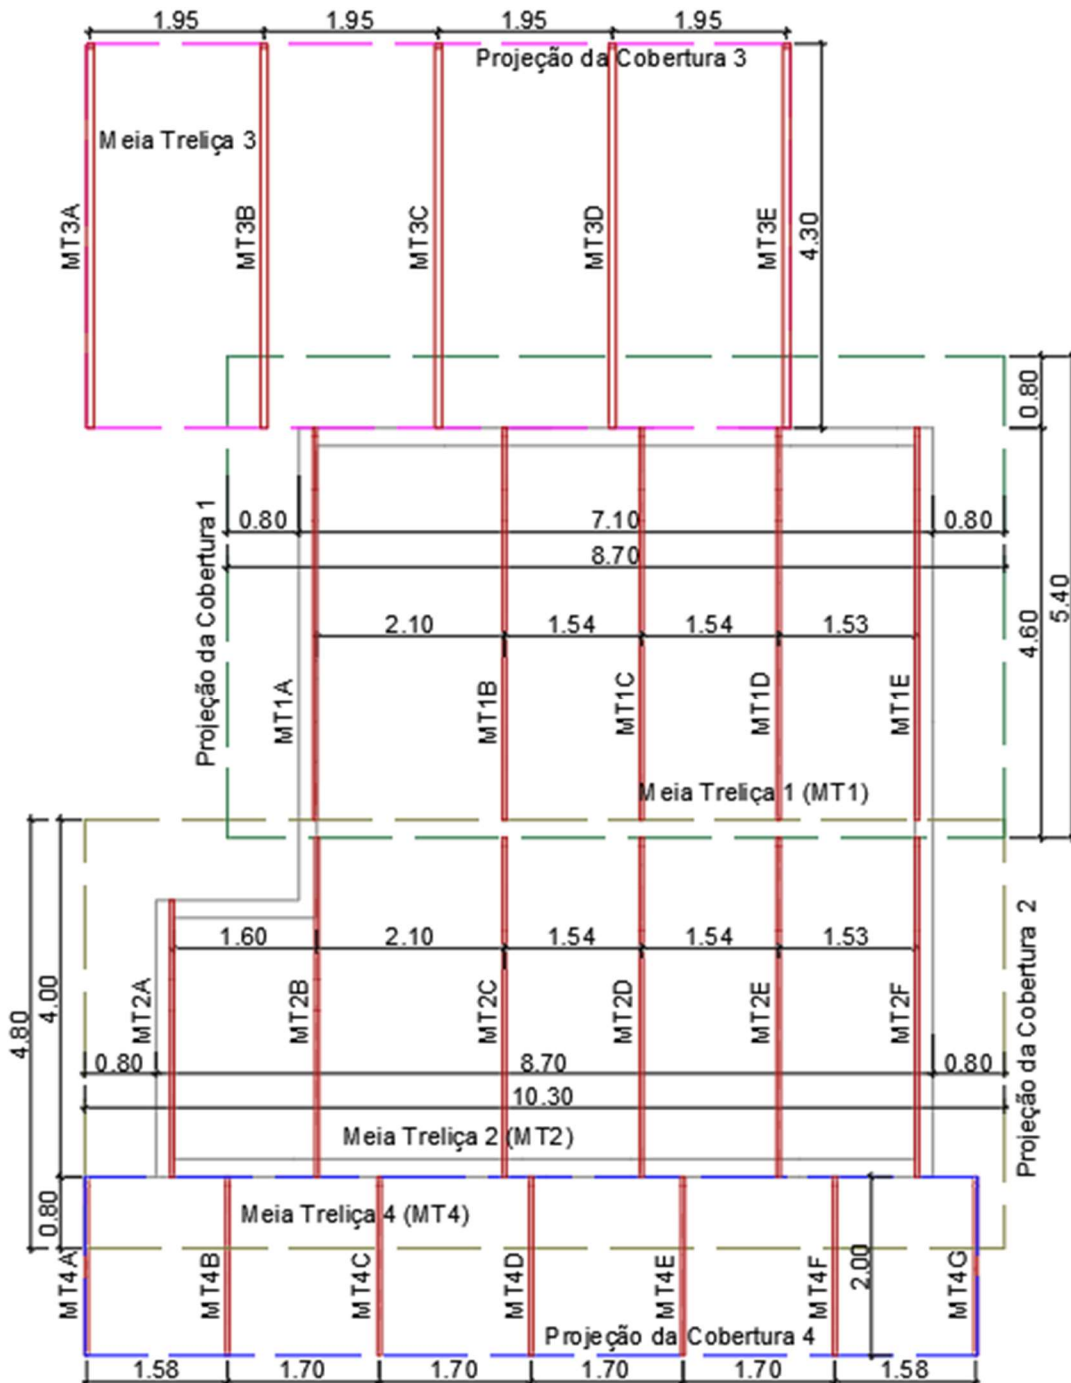 1.95 1.95 1.95 1.95
Projeção da Cobertura 3
Meia Treliça 3
MT3A
MT3B
MT3C
MT3D
MT3E
4.30
0.80
Projeção da Cobertura 1
0.80 7.10 0.80
8.70
5.40
4.60
2.10 1.54 1.54 1.53
MT1A
MT1B
MT1C
MT1D
MT1E
Meia Treliça 1 (MT1)
1.60 2.10 1.54 1.54 1.53
4.80
4.00
MT2A
MT2B
MT2C
MT2D
MT2E
MT2F
Projeção da Cobertura 2
0.80 8.70 0.80
10.30
Meia Treliça 2 (MT2)
0.80
Meia Treliça 4 (MT4)
MT4A
MT4B
MT4C
MT4D
MT4E
MT4F
2.00
MT4G
Projeção da Cobertura 4
1.58 1.70 1.70 1.70 1.70 1.58